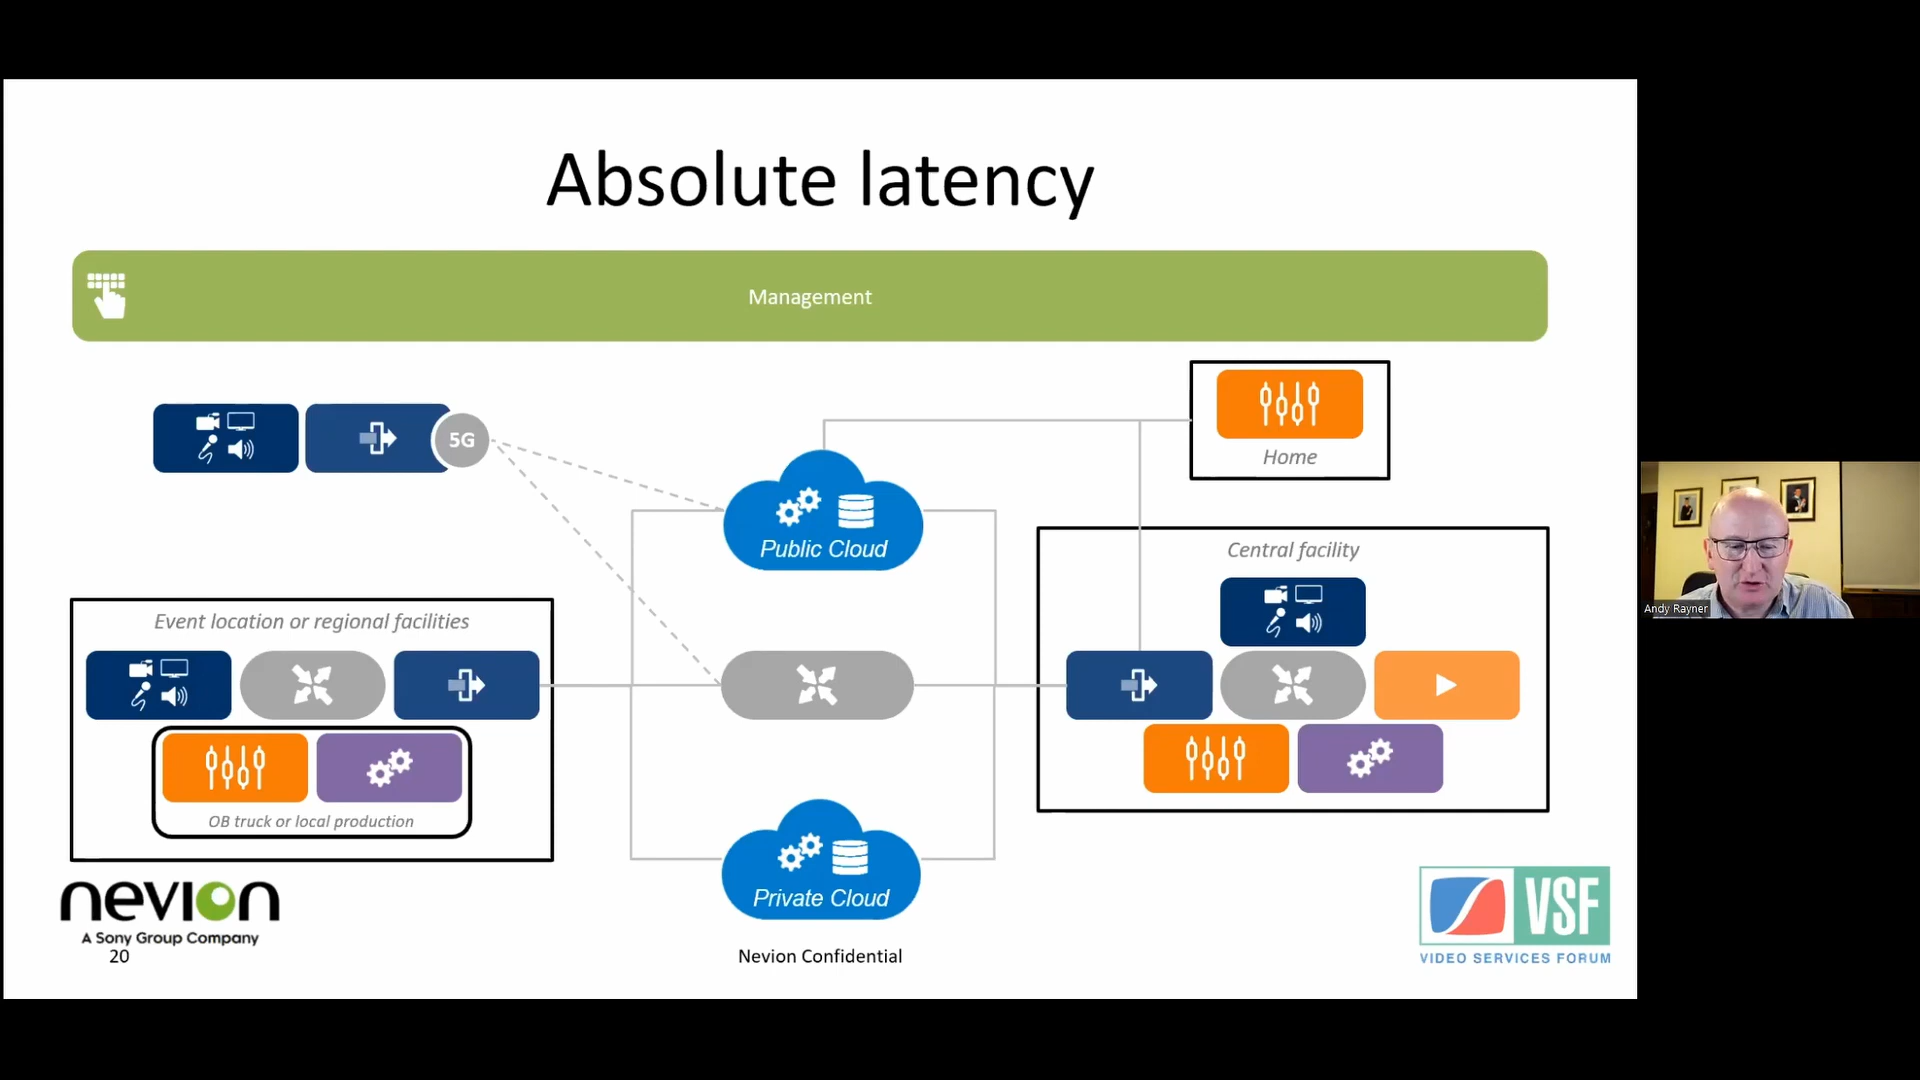 Absolute latency
Management
5G
Home
Public Cloud
Central facility
Event location or regional facilities
OB truck or local production
Private Cloud
Andy Rayner
nevion
A Sony Group Company
20
Nevion Confidential
VSF
VIDEO SERVICES FORUM